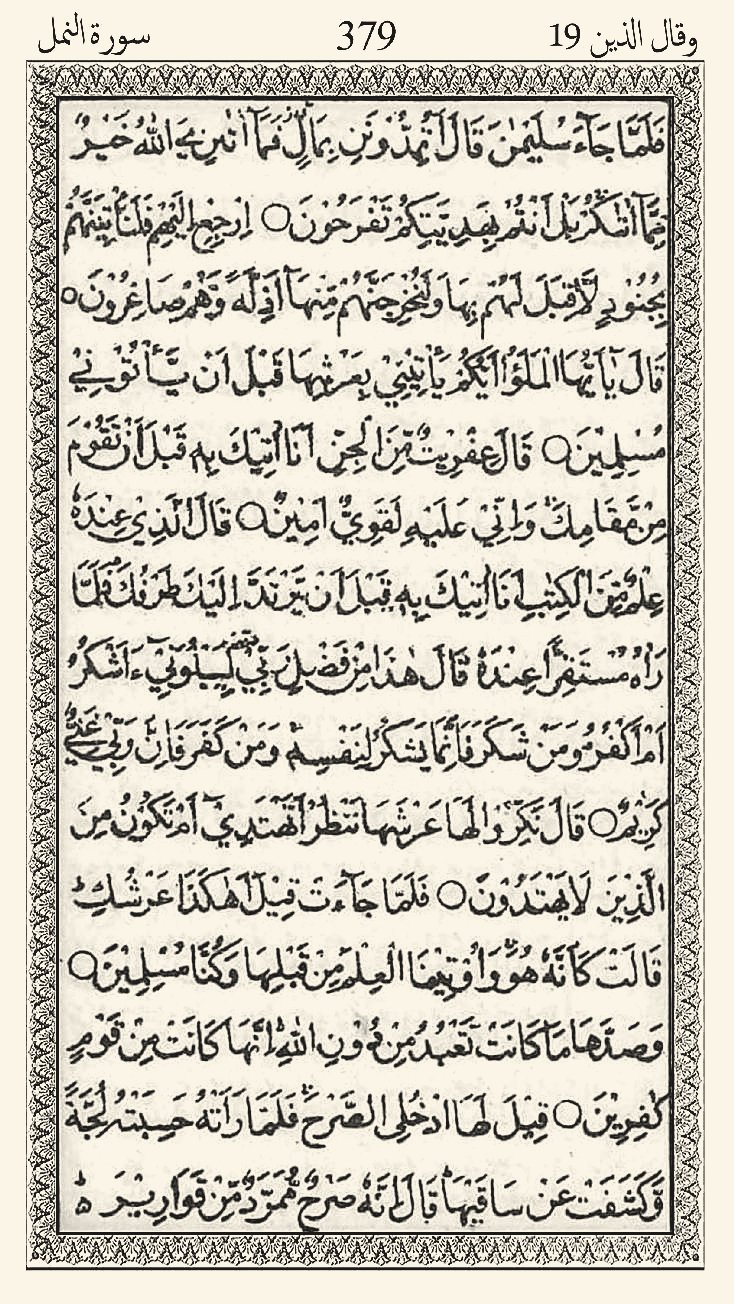 وقال الذين 19
379
سورة النمل
فَلَمَّا جَآءَ سُلَيْمٰنَ قَالَ اَتُمِدُّوْنَنِ بِمَالٍ فَمَآ اٰتٰىنِۦَ اللّٰهُ خَيْرٌ
مِّمَّآ اٰتٰىكُمْ بَلْ اَنْتُمْ بِهَدِيَّتِكُمْ تَفْرَحُوْنَ ○ اِرْجِعْ اِلَيْهِمْ فَلَنَاْتِيَنَّهُمْ
بِجُنُوْدٍ لَّا قِبَلَ لَهُمْ بِهَا وَلَنُخْرِجَنَّهُمْ مِّنْهَآ اَذِلَّةً وَّهُمْ صَاغِرُوْنَ ○
قَالَ يٰٓاَيُّهَا الْمَلَؤُا اَيُّكُمْ يَاْتِيْنِيْ بِعَرْشِهَا قَبْلَ اَنْ يَّاْتُوْنِيْ
مُسْلِمِيْنَ ○ قَالَ عِفْرِيْتٌ مِّنَ الْجِنِّ اَنَا اٰتِيْكَ بِهٖ قَبْلَ اَنْ تَقُوْمَ
مِنْ مَّقَامِكَ ۚ وَاِنِّيْ عَلَيْهِ لَقَوِيٌّ اَمِيْنٌ ○ قَالَ الَّذِيْ عِنْدَهٗ
عِلْمٌ مِّنَ الْكِتٰبِ اَنَا اٰتِيْكَ بِهٖ قَبْلَ اَنْ يَّرْتَدَّ اِلَيْكَ طَرْفُكَ ؕ فَلَمَّا
رَاٰهُ مُسْتَقِرًّا عِنْدَهٗ قَالَ هٰذَا مِنْ فَضْلِ رَبِّيْ ۖ لِيَبْلُوَنِيْٓ ءَاَشْكُرُ
اَمْ اَكْفُرُ ؕ وَمَنْ شَكَرَ فَاِنَّمَا يَشْكُرُ لِنَفْسِهٖ ۚ وَمَنْ كَفَرَ فَاِنَّ رَبِّيْ غَنِيٌّ
كَرِيْمٌ ○ قَالَ نَكِّرُوْا لَهَا عَرْشَهَا نَنْظُرْ اَتَهْتَدِيْٓ اَمْ تَكُوْنُ مِنَ
الَّذِيْنَ لَا يَهْتَدُوْنَ ○ فَلَمَّا جَآءَتْ قِيْلَ اَهٰكَذَا عَرْشُكِ ؕ
قَالَتْ كَاَنَّهٗ هُوَ ۚ وَاُوْتِيْنَا الْعِلْمَ مِنْ قَبْلِهَا وَكُنَّا مُسْلِمِيْنَ ○
وَصَدَّهَا مَا كَانَتْ تَّعْبُدُ مِنْ دُوْنِ اللّٰهِ ؕ اِنَّهَا كَانَتْ مِنْ قَوْمٍ
كٰفِرِيْنَ ○ قِيْلَ لَهَا ادْخُلِى الصَّرْحَ ۚ فَلَمَّا رَاَتْهُ حَسِبَتْهُ لُجَّةً
وَّكَشَفَتْ عَنْ سَاقَيْهَا ؕ قَالَ اِنَّهٗ صَرْحٌ مُّمَرَّدٌ مِّنْ قَوَارِيْرَ ؕ